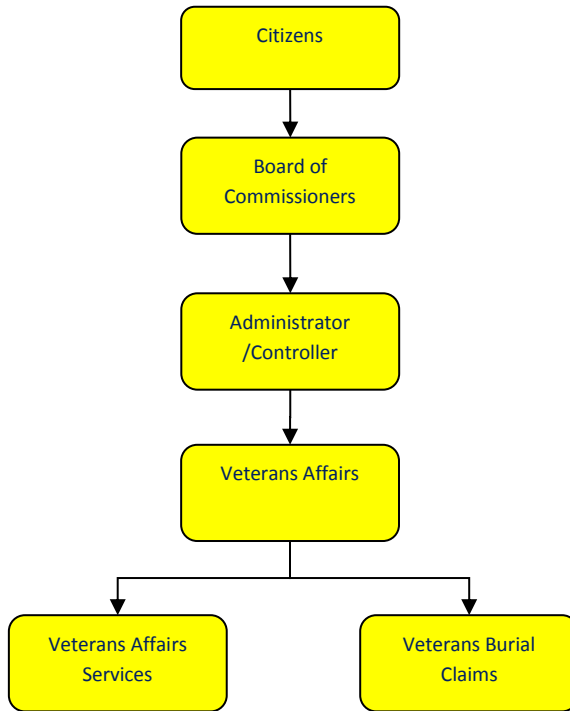 Citizens
Board of
Commissioners
Administrator
/Controller
Veterans Affairs
Veterans Affairs
Services
Veterans Burial
Claims